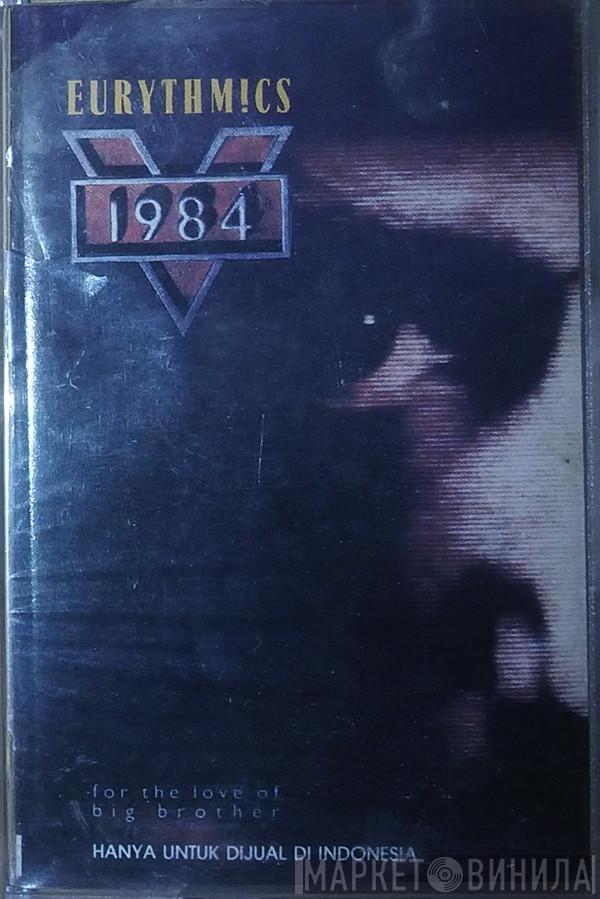 EURYTHM!CS
1984
for the love of
big brother
HANYA UNTUK DIJUAL DI INDONESIA
МАРКЕТ ВИНИЛА